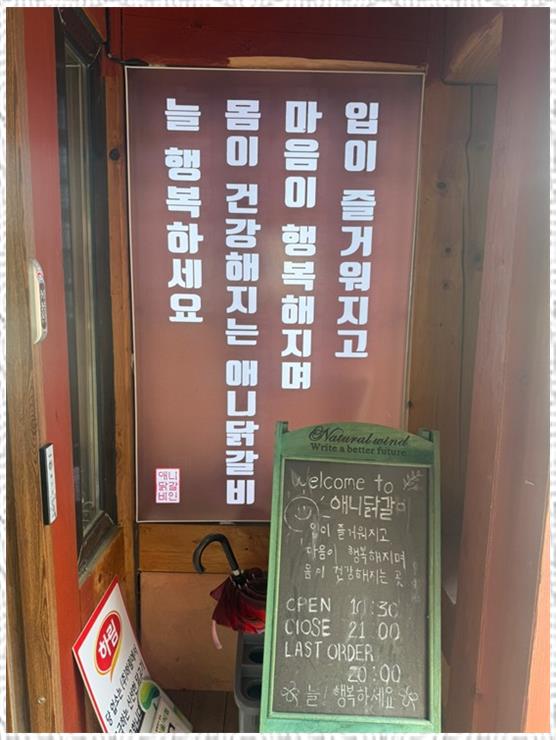 입이 즐거워지고
마음이 행복해지며
몸이 건강해지는 애니닭갈비
늘 행복하세요
애니
닭갈
비인
Natural wind
Write a better future
Welcome to
애니닭갈비
입이 즐거워지고
마음이 행복해지며
몸이 건강해지는 곳
OPEN 10:30
ClOSE 21:00
LAST ORDER
20:00
늘 행복하세요
하림